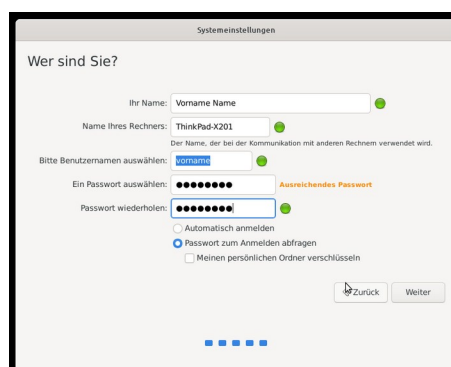 Systemeinstellungen
Wer sind Sie?
Ihr Name: Vorname Name
Name Ihres Rechners: ThinkPad-X201
Der Name, der bei der Kommunikation mit anderen Rechnern verwendet wird.
Bitte Benutzernamen auswählen: vorname
Ein Passwort auswählen: ●●●●●●●● Ausreichendes Passwort
Passwort wiederholen: ●●●●●●●●
Automatisch anmelden
Passwort zum Anmelden abfragen
Meinen persönlichen Ordner verschlüsseln
Zurück Weiter